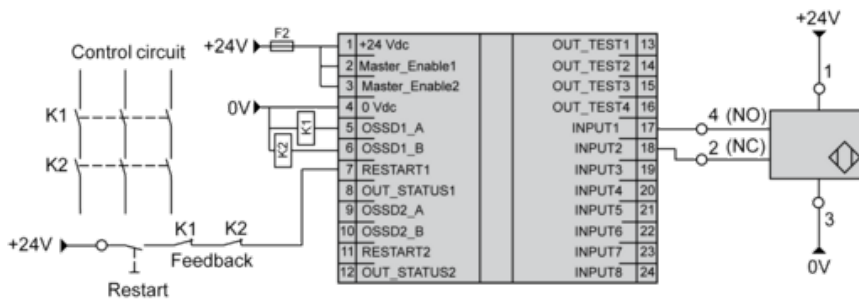 +24V
F2
Control circuit
+24V
0V
K1
K2
K1
K2
1 +24 Vdc
2 Master_Enable1
3 Master_Enable2
4 0 Vdc
5 OSSD1_A
6 OSSD1_B
7 RESTART1
8 OUT_STATUS1
9 OSSD2_A
10 OSSD2_B
11 RESTART2
12 OUT_STATUS2
OUT_TEST1 13
OUT_TEST2 14
OUT_TEST3 15
OUT_TEST4 16
INPUT1 17
INPUT2 18
INPUT3 19
INPUT4 20
INPUT5 21
INPUT6 22
INPUT7 23
INPUT8 24
+24V
1
4 (NO)
2 (NC)
3
0V
+24V
K1 K2
Feedback
Restart